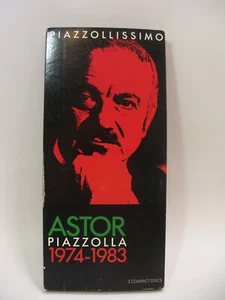 PIAZZOLLISSIMO
ASTOR
PIAZZOLLA
1974-1983
3 COMPACT DISCS